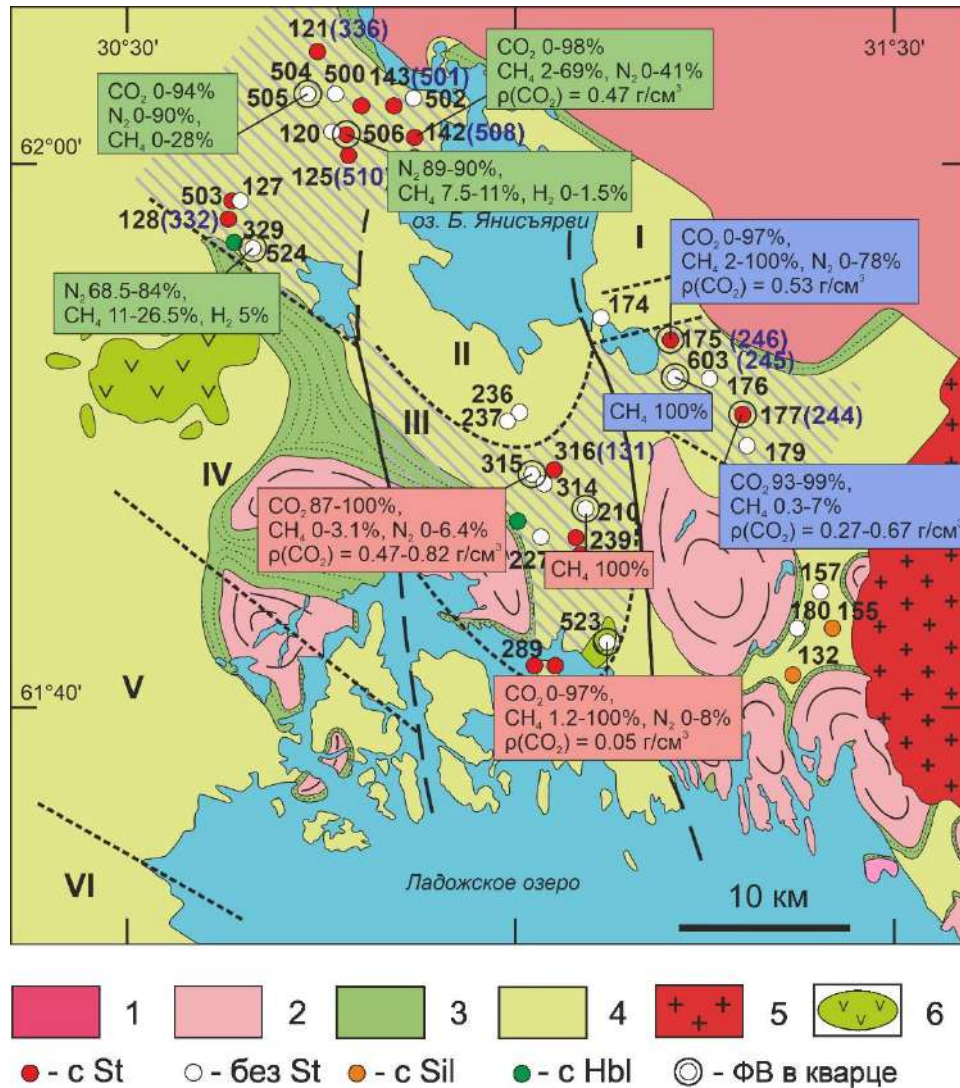 30°30'
31°30'
121(336)
504 500 143(501)
505
502
CO₂ 0-98%
CH₄ 2-69%, N₂ 0-41%
ρ(CO₂) = 0.47 г/см³
CO₂ 0-94%
N₂ 0-90%,
CH₄ 0-28%
120 506 142(508)
62°00'
125(510)
N₂ 89-90%
CH₄ 7.5-11%, H₂ 0-1.5%
оз. Б. Янисъярви
503 127
128(332)
329
524
I
CO₂ 0-97%,
CH₄ 2-100%, N₂ 0-78%
ρ(CO₂) = 0.53 г/см³
N₂ 68.5-84%,
CH₄ 11-26.5%, H₂ 5%
174
175 (246)
603 (245)
II
176
236
237
CH₄ 100%
177(244)
III
179
316(131)
315
IV
314
CO₂ 87-100%,
CH₄ 0-3.1%, N₂ 0-6.4%
ρ(CO₂) = 0.47-0.82 г/см³
210
CO₂ 93-99%,
CH₄ 0.3-7%
ρ(CO₂) = 0.27-0.67 г/см³
227
239
CH₄ 100%
157
180 155
523
132
289
V
61°40'
CO₂ 0-97%,
CH₄ 1.2-100%, N₂ 0-8%
ρ(CO₂) = 0.05 г/см³
VI
Ладожское озеро
10 км
1 2 3 4 5 6
- с St - без St - с Sil - с Hbl - ФВ в кварце